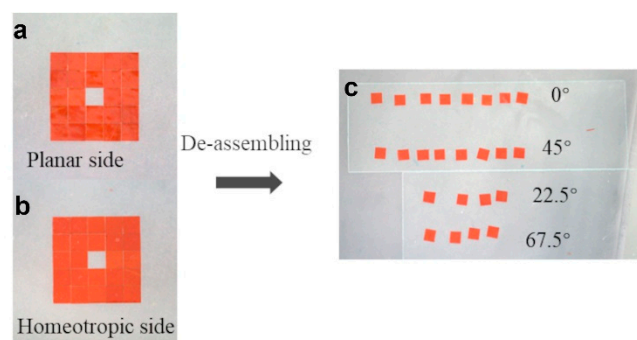 a
Planar side
b
Homeotropic side
De-assembling
c
0°
45°
22.5°
67.5°